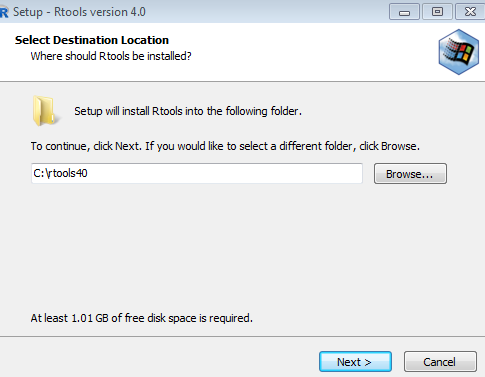 Setup - Rtools version 4.0
Select Destination Location
Where should Rtools be installed?
Setup will install Rtools into the following folder.
To continue, click Next. If you would like to select a different folder, click Browse.
C:\rtools40
Browse...
At least 1.01 GB of free disk space is required.
Next >
Cancel